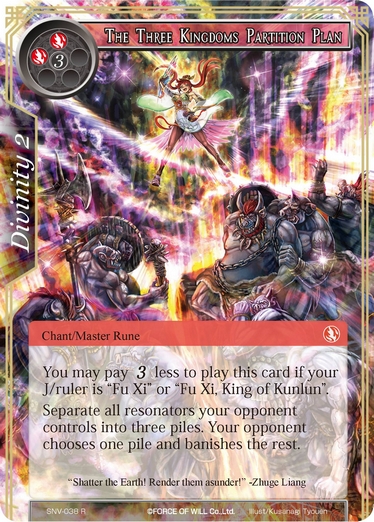 The Three Kingdoms Partition Plan
3
Divinity 2
Chant/Master Rune
You may pay 3 less to play this card if your
J/ruler is “Fu Xi” or “Fu Xi, King of Kunlun”.
Separate all resonators your opponent
controls into three piles. Your opponent
chooses one pile and banishes the rest.
“Shatter the Earth! Render them asunder!” -Zhuge Liang
SNV-038 R
©FORCE OF WILL Co.,Ltd.
Illust/Kusanagi Tyouen